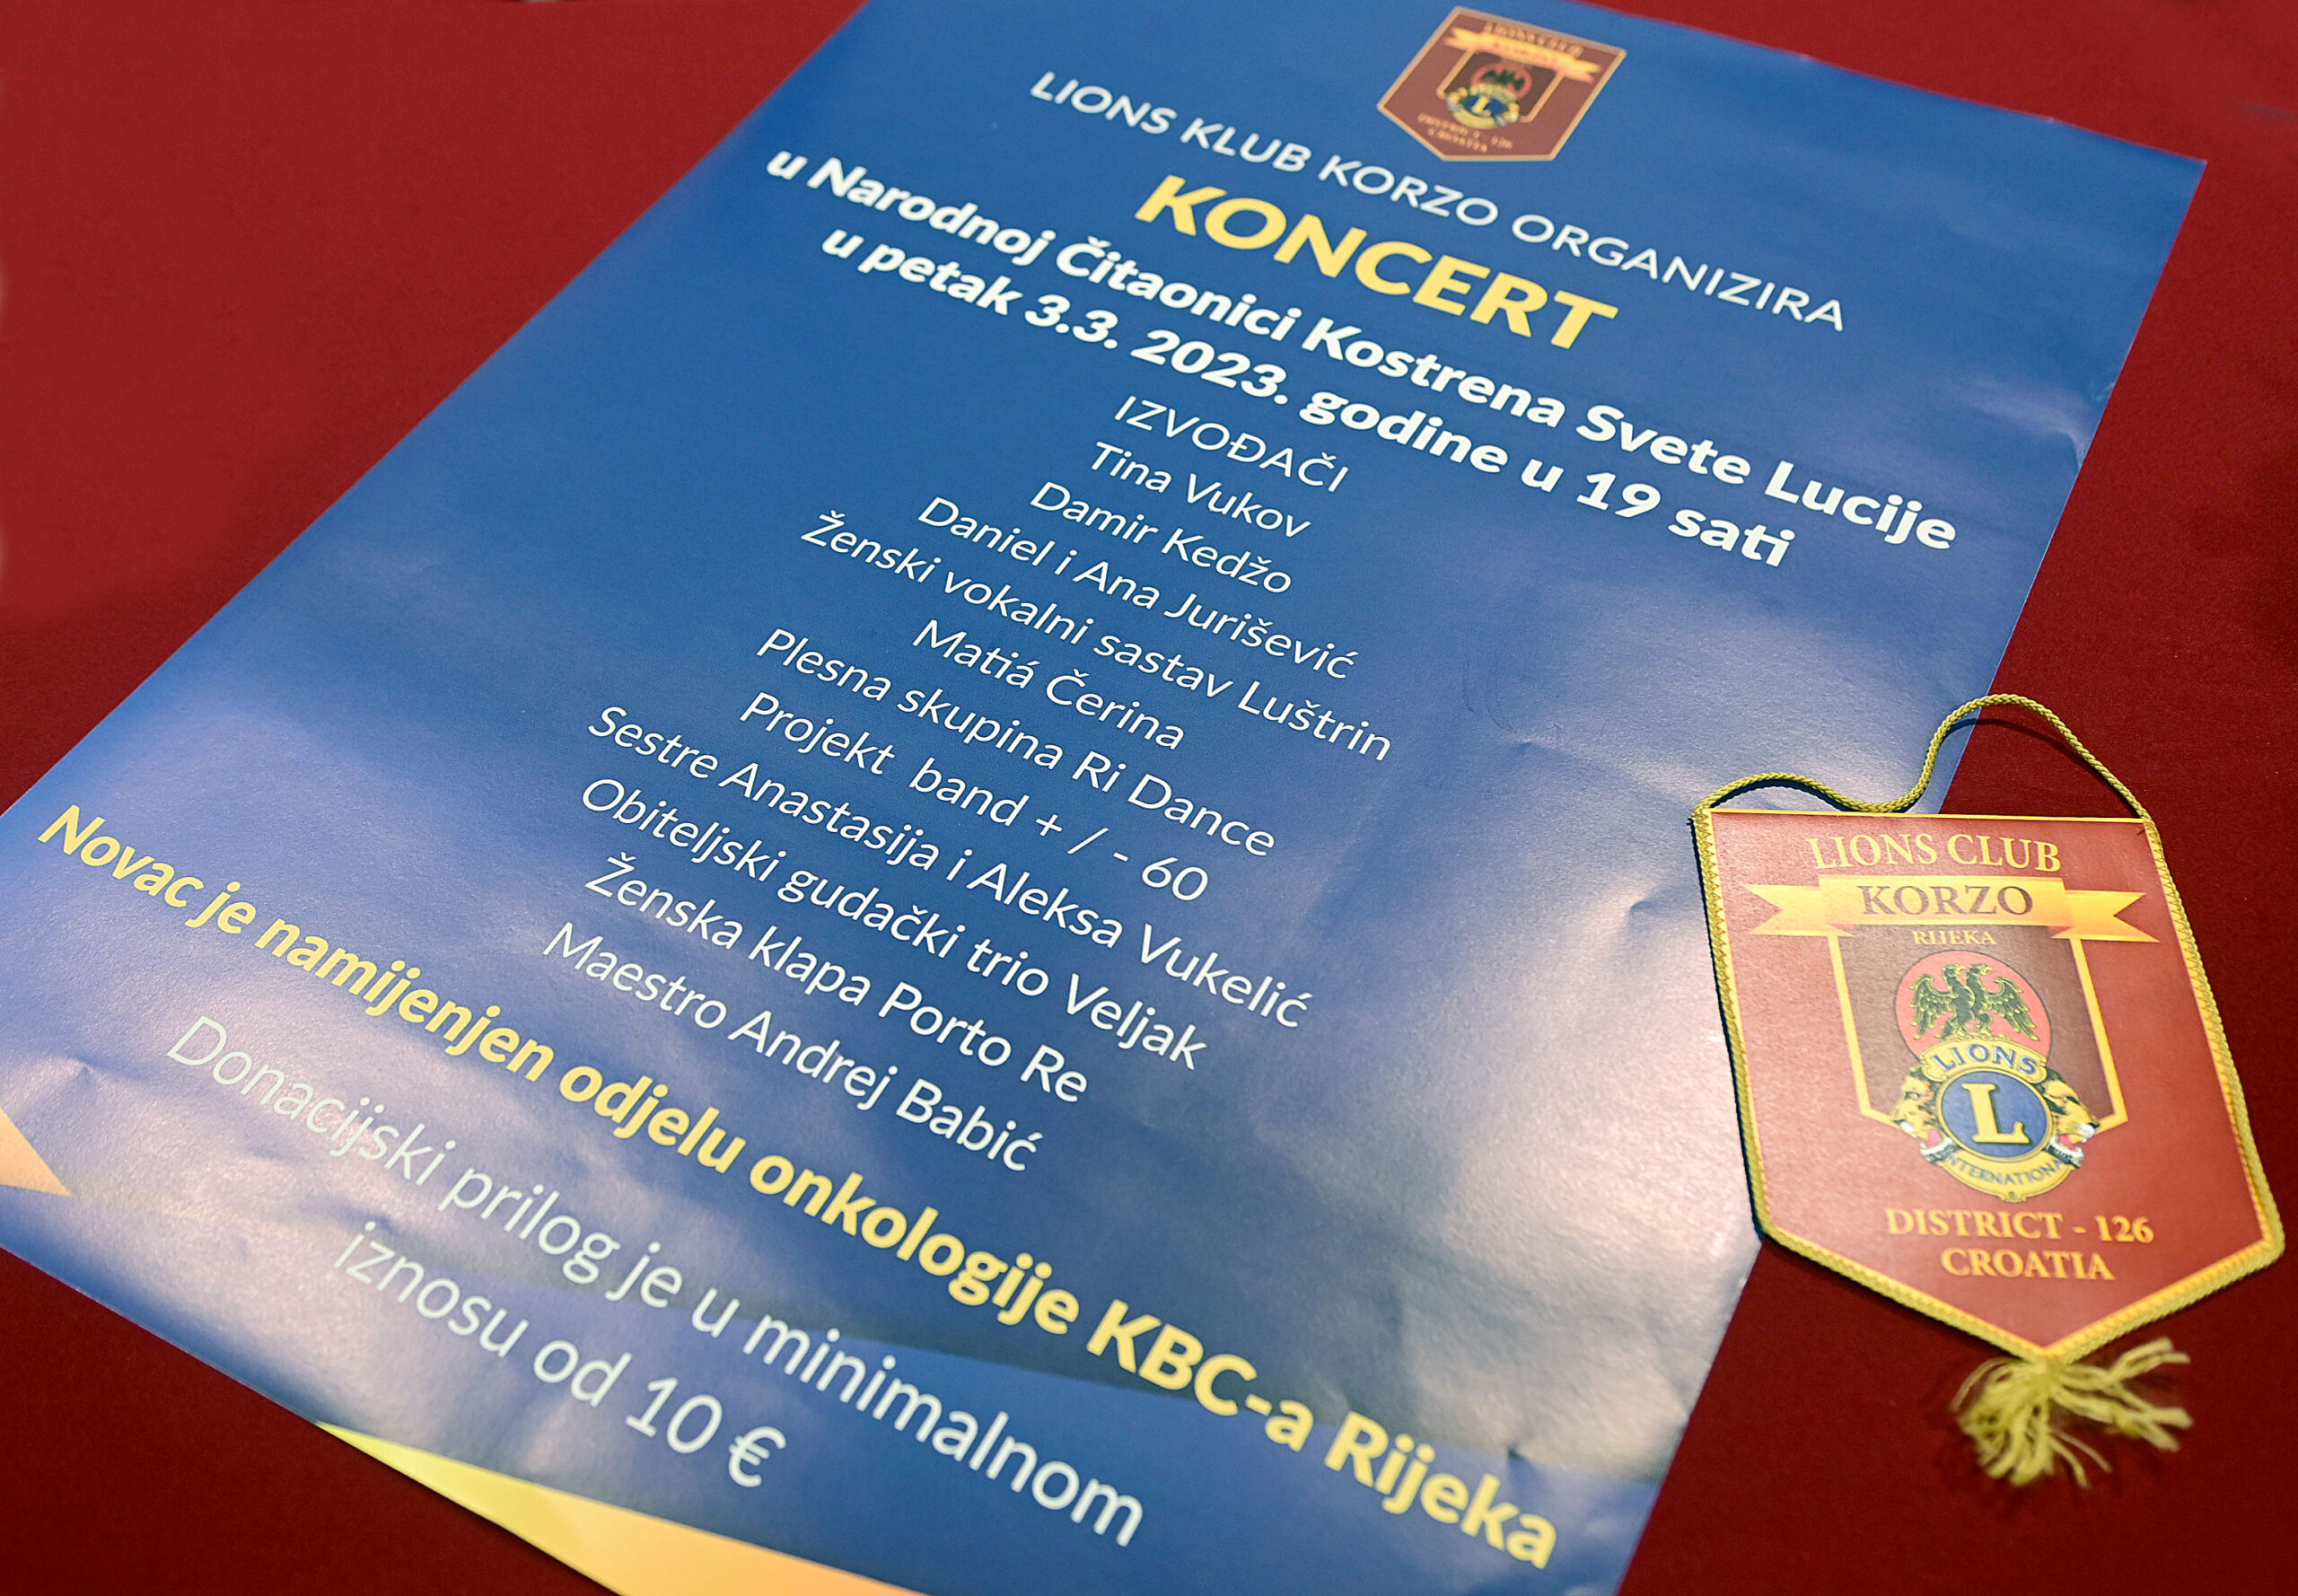 LIONS KLUB KORZO ORGANIZIRA
KONCERT
u Narodnoj Čitaonici Kostrena Svete Lucije
u petak 3.3. 2023. godine u 19 sati
IZVOĐAČI
Tina Vukov
Damir Kedžo
Daniel i Ana Jurišević
Ženski vokalni sastav Luštrin
Matiá Čerina
Plesna skupina Ri Dance
Projekt band + / - 60
Sestre Anastasija i Aleksa Vukelić
Obiteljski gudački trio Veljak
Ženska klapa Porto Re
Maestro Andrej Babić
Novac je namijenjen odjelu onkologije KBC-a Rijeka
Donacijski prilog je u minimalnom
iznosu od 10 €
LIONS CLUB
KORZO
RIJEKA
LIONS
L
INTERNATIONAL
DISTRICT - 126
CROATIA